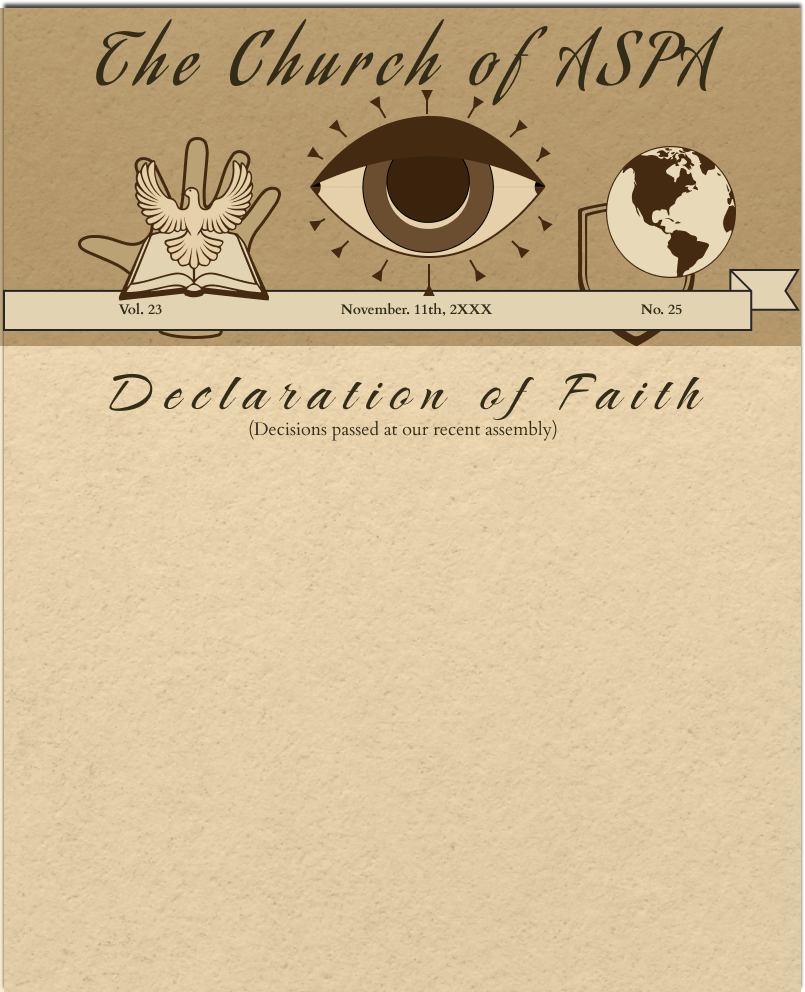 The Church of ASPA
Vol. 23
November. 11th, 2XXX
No. 25
Declaration of Faith
(Decisions passed at our recent assembly)